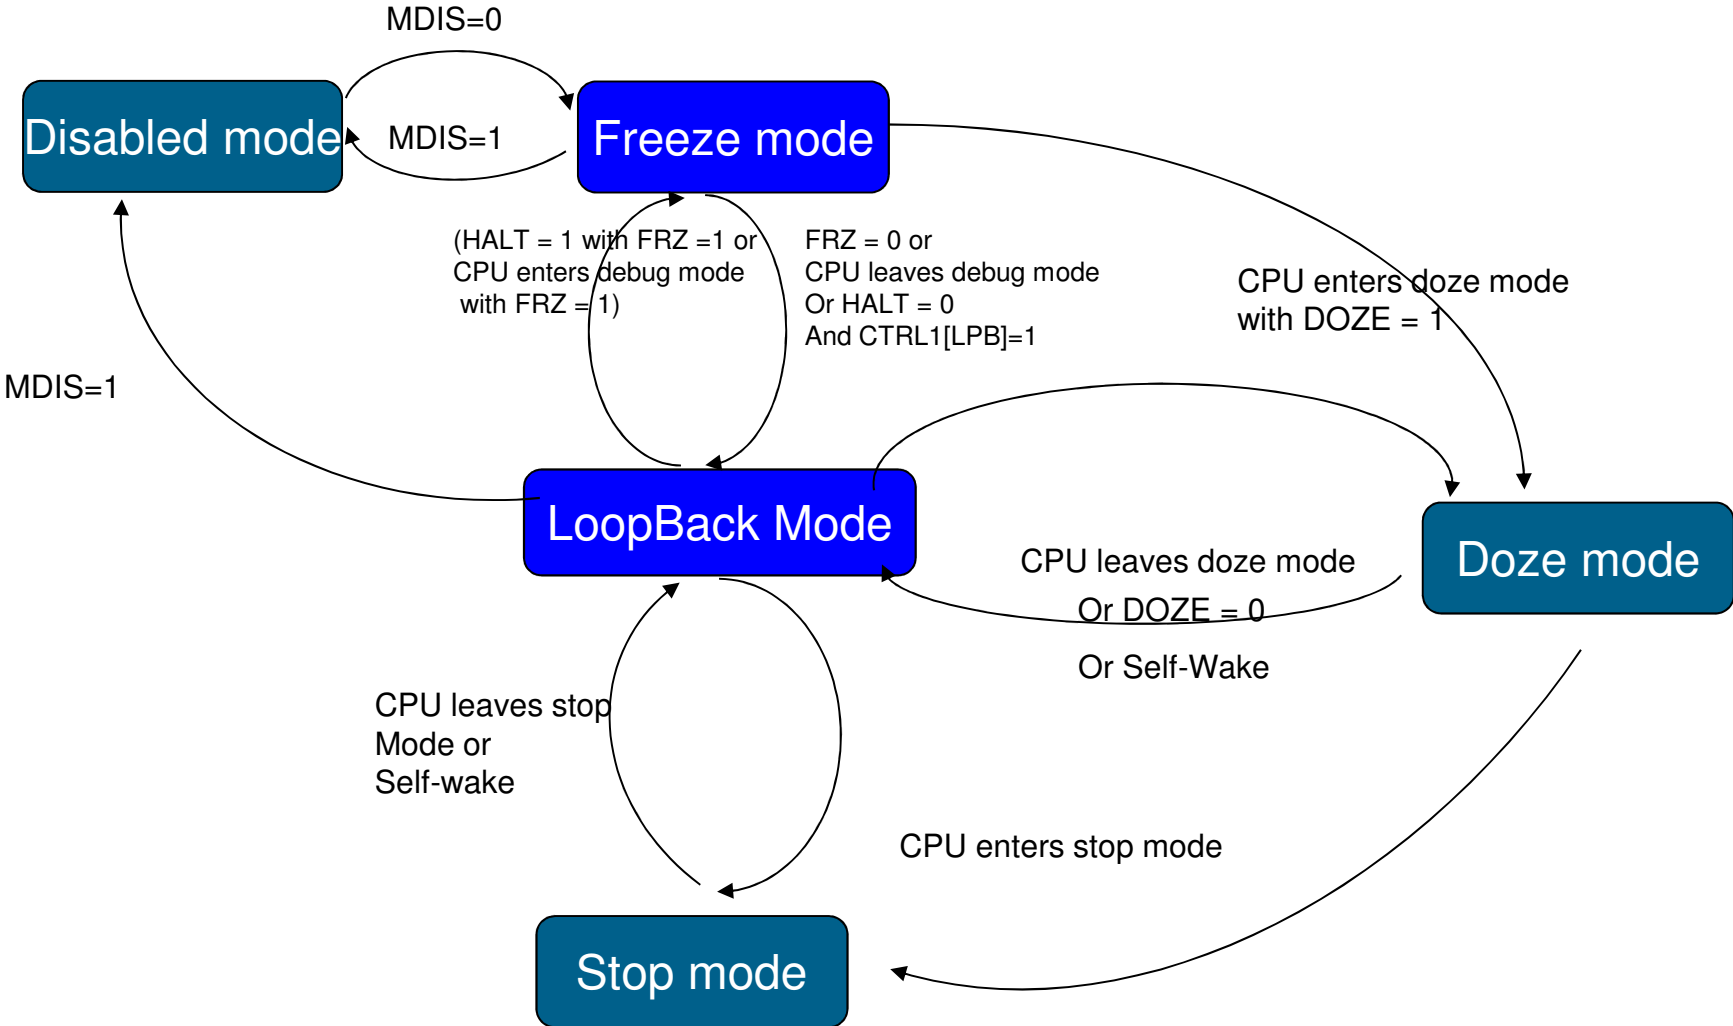 MDIS=0
Disabled mode
MDIS=1
Freeze mode
(HALT = 1 with FRZ =1 or
CPU enters debug mode
with FRZ = 1)
FRZ = 0 or
CPU leaves debug mode
Or HALT = 0
And CTRL1[LPB]=1
CPU enters doze mode
with DOZE = 1
MDIS=1
LoopBack Mode
CPU leaves doze mode
Or DOZE = 0
Or Self-Wake
Doze mode
CPU leaves stop
Mode or
Self-wake
CPU enters stop mode
Stop mode